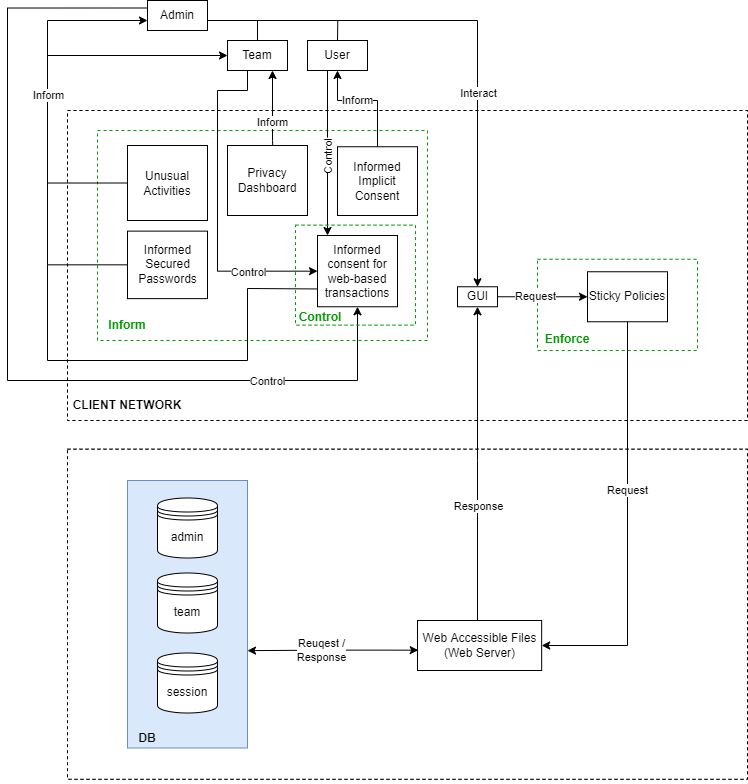 Admin
Team
User
Inform
Inform
Interact
Inform
Control
Unusual
Activities
Privacy
Dashboard
Informed
Implicit
Consent
Informed
Secured
Passwords
Informed
consent for
web-based
transactions
Control
GUI
Request
Sticky Policies
Inform
Control
Enforce
Control
CLIENT NETWORK
Request
Response
admin
team
session
DB
Reuqest /
Response
Web Accessible Files
(Web Server)